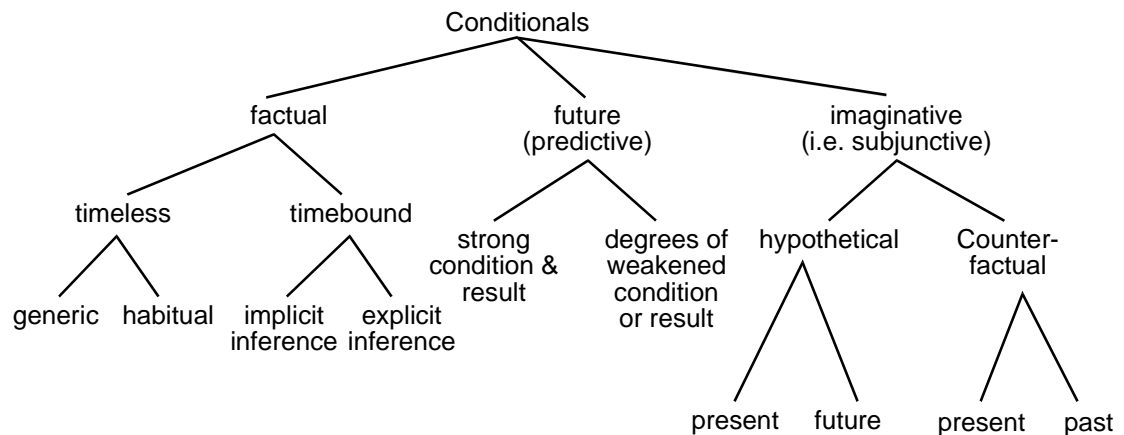 Conditionals
factual
future
(predictive)
imaginative
(i.e. subjunctive)
timeless
timebound
strong
condition &
result
degrees of
weakened
condition
or result
hypothetical
Counter-
factual
generic
habitual
implicit
inference
explicit
inference
present
future
present
past